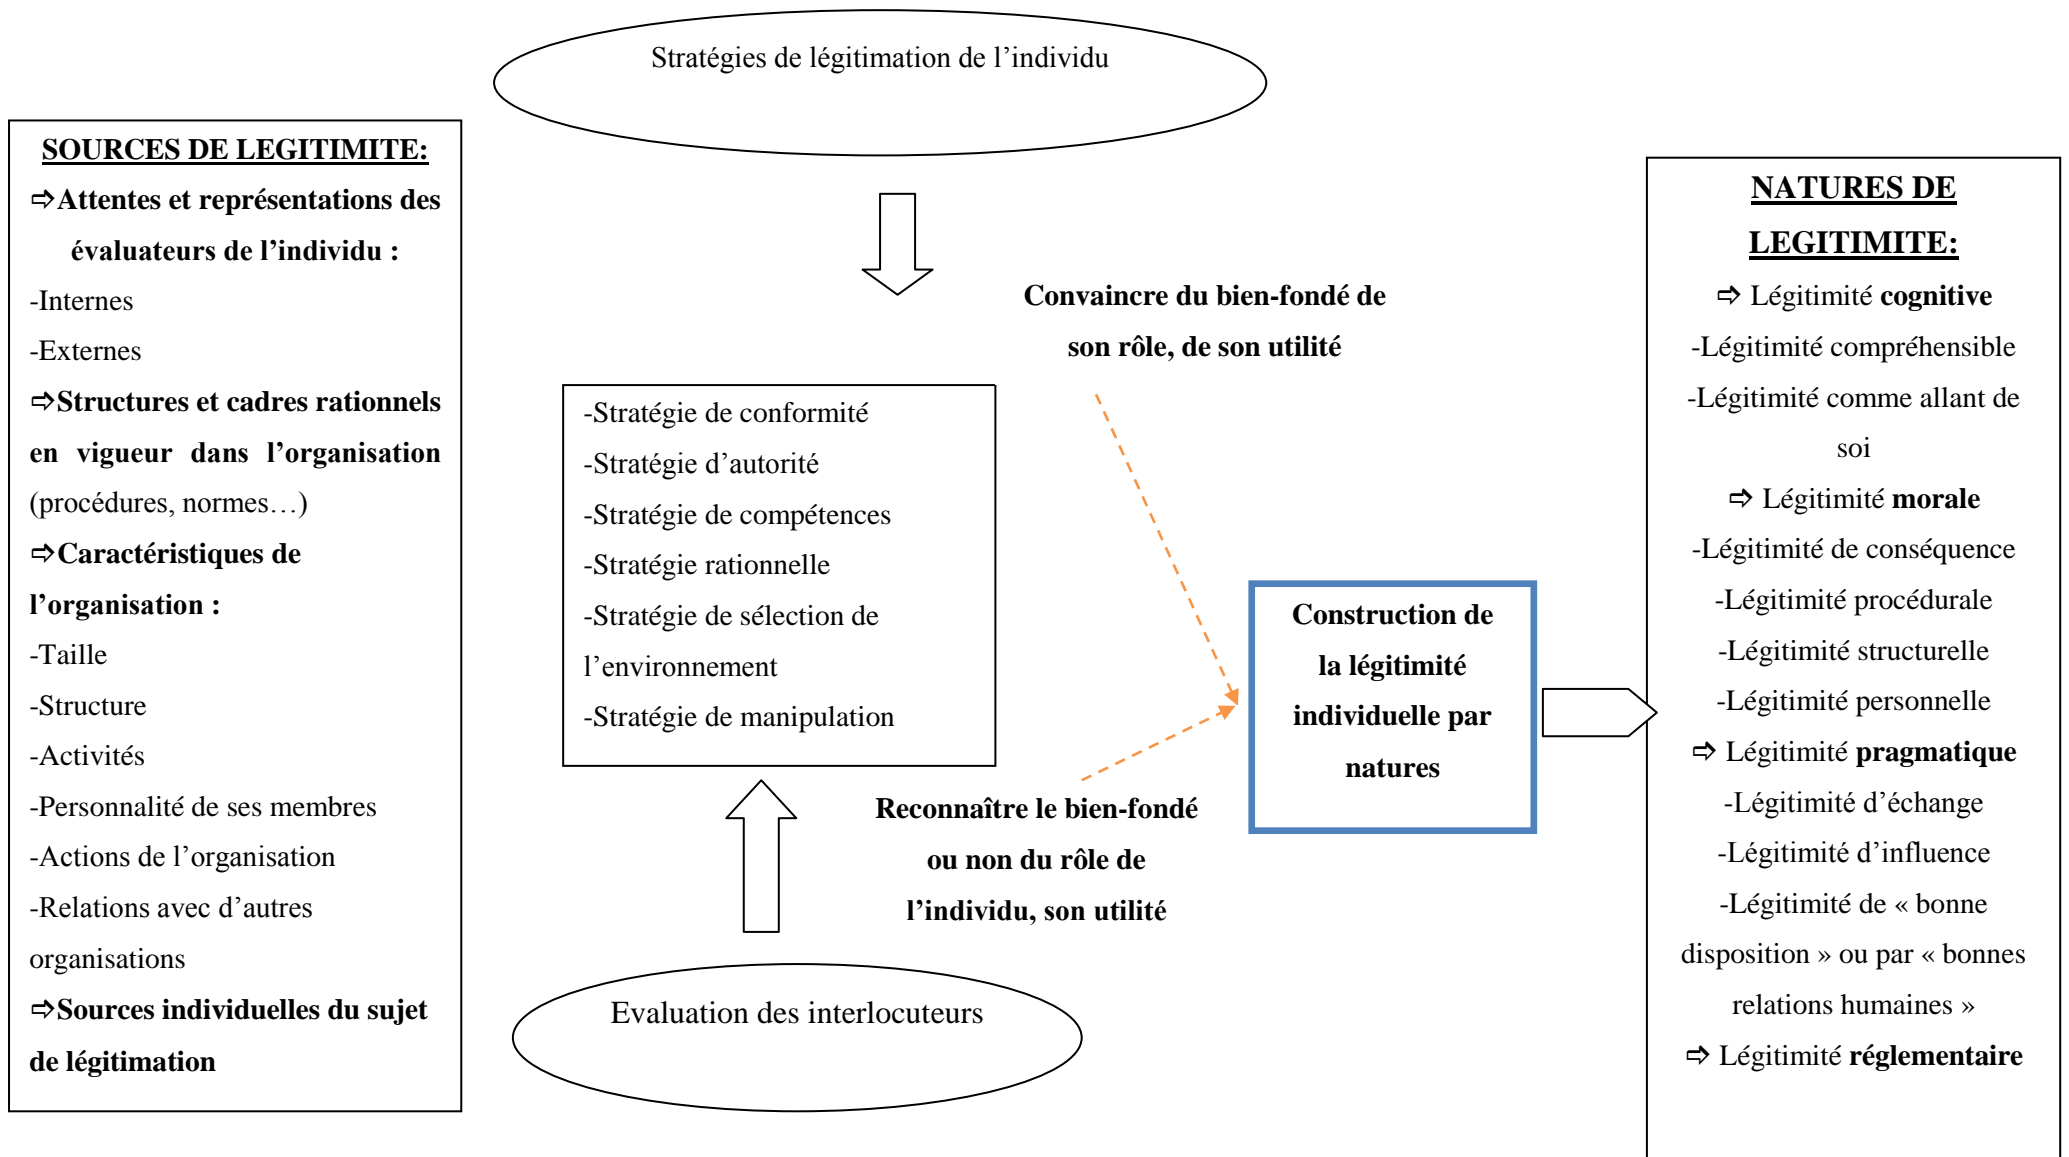 Stratégies de légitimation de l’individu
SOURCES DE LEGITIMITE:
⇨Attentes et représentations des
évaluateurs de l’individu :
-Internes
-Externes
⇨Structures et cadres rationnels
en vigueur dans l’organisation
(procédures, normes…)
⇨Caractéristiques de
l’organisation :
-Taille
-Structure
-Activités
-Personnalité de ses membres
-Actions de l’organisation
-Relations avec d’autres
organisations
⇨Sources individuelles du sujet
de légitimation
Convaincre du bien-fondé de
son rôle, de son utilité
-Stratégie de conformité
-Stratégie d’autorité
-Stratégie de compétences
-Stratégie rationnelle
-Stratégie de sélection de
l’environnement
-Stratégie de manipulation
Reconnaître le bien-fondé
ou non du rôle de
l’individu, son utilité
Evaluation des interlocuteurs
Construction de
la légitimité
individuelle par
natures
NATURES DE
LEGITIMITE:
⇨ Légitimité cognitive
-Légitimité compréhensible
-Légitimité comme allant de
soi
⇨ Légitimité morale
-Légitimité de conséquence
-Légitimité procédurale
-Légitimité structurelle
-Légitimité personnelle
⇨ Légitimité pragmatique
-Légitimité d’échange
-Légitimité d’influence
-Légitimité de « bonne
disposition » ou par « bonnes
relations humaines »
⇨ Légitimité réglementaire